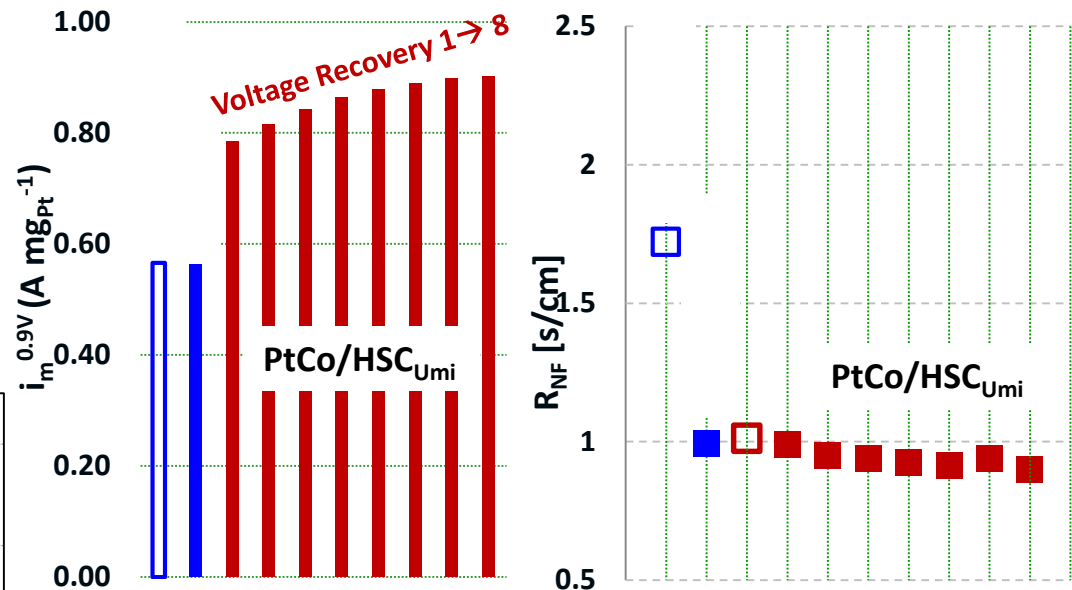 1.00
0.80
0.60
0.40
0.20
0.00
i_m^0.9V (A mg_Pt^-1)
Voltage Recovery 1→ 8
PtCo/HSC_Umi
2.5
2
1.5
1
0.5
R_NF [s/cm]
PtCo/HSC_Umi